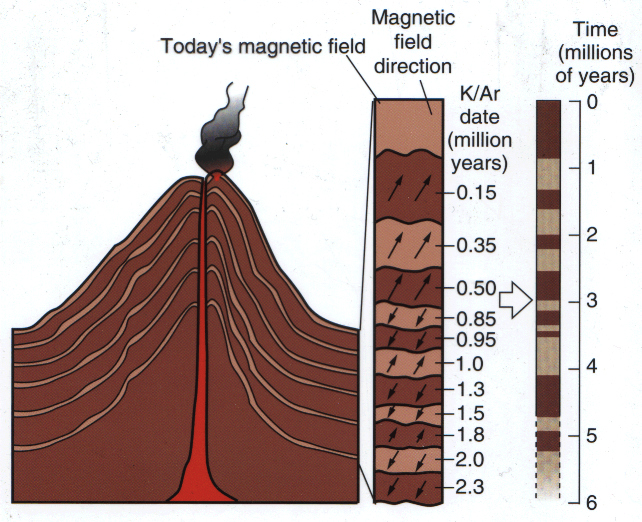 Magnetic
field
direction
Today's magnetic field
K/Ar
date
(million
years)
0.15
0.35
0.50
0.85
0.95
1.0
1.3
1.5
1.8
2.0
2.3
Time
(millions
of years)
0
1
2
3
4
5
6